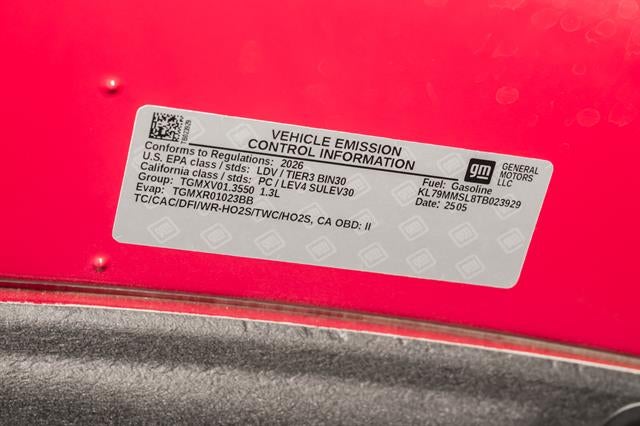 VEHICLE EMISSION
CONTROL INFORMATION
Conforms to Regulations: 2026
U.S. EPA class / stds: LDV / TIER3 BIN30
California class / stds: PC / LEV4 SULEV30
Group: TGMXV01.3550 1.3L
Evap: TGMXR01023BB
TC/CAC/DFI/WR-HO2S/TWC/HO2S, CA OBD: II
gm
GENERAL
MOTORS
LLC
Fuel: Gasoline
KL79MMSL8TB023929
Date: 2505
TB023929